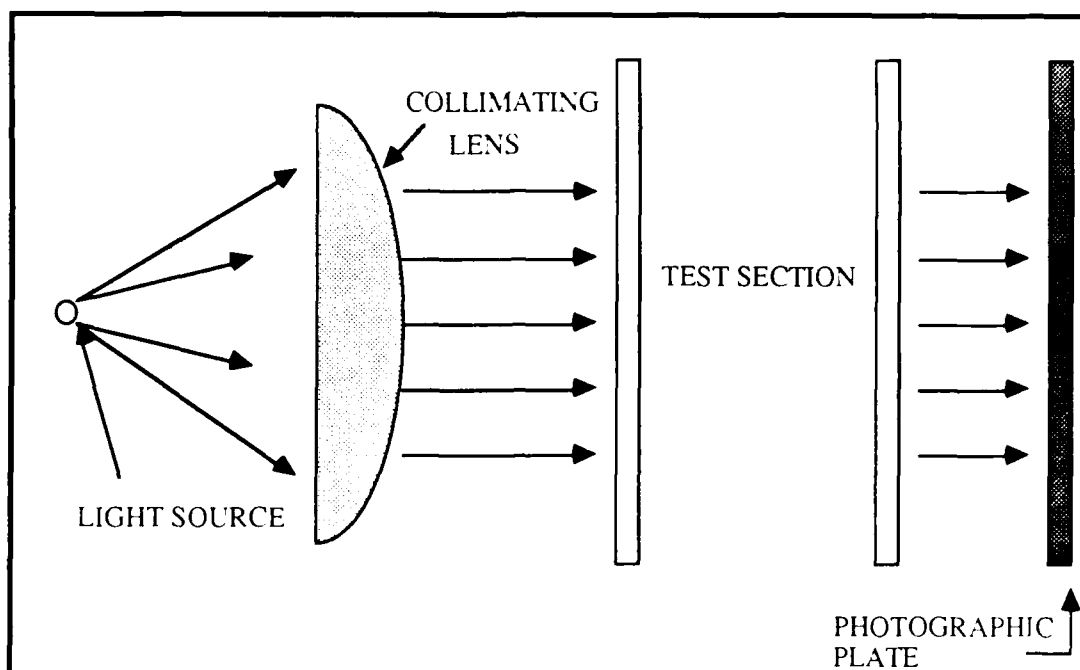 COLLIMATING
LENS
TEST SECTION
LIGHT SOURCE
PHOTOGRAPHIC
PLATE